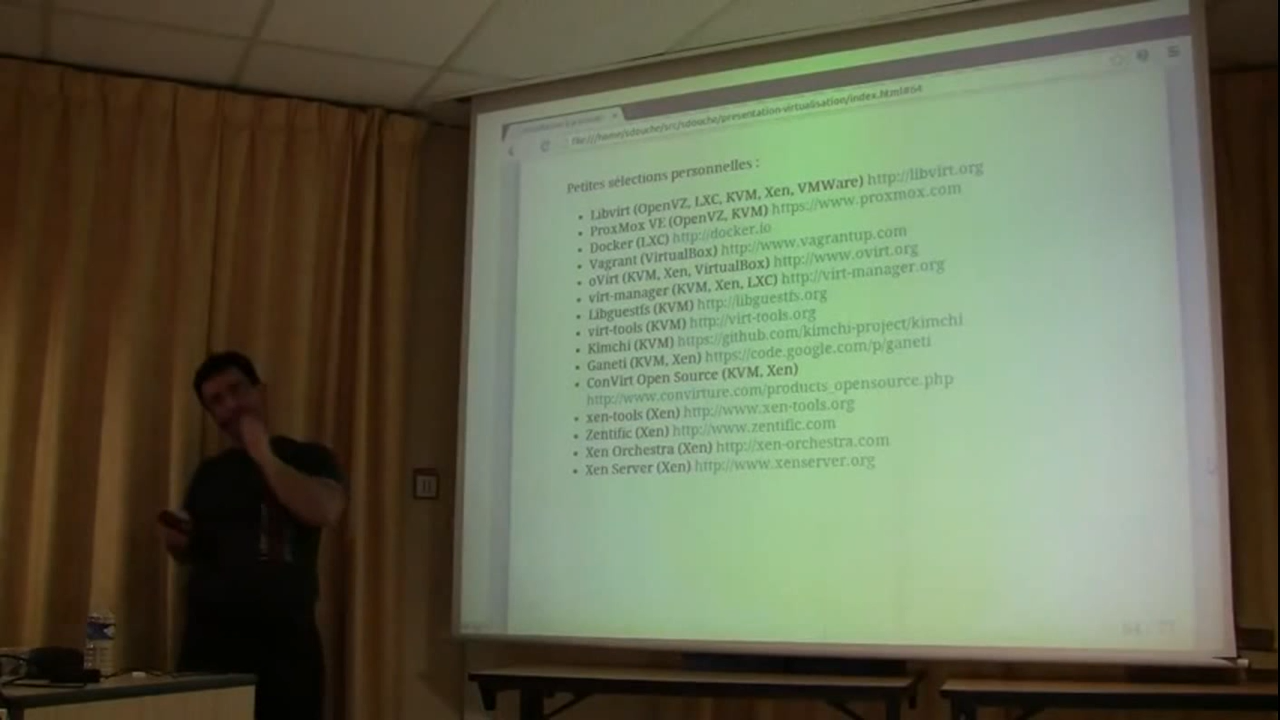 file:///home/sdouche/src/sdouche/presentation-virtualisation/index.html#64
Petites sélections personnelles :
• Libvirt (OpenVZ, LXC, KVM, Xen, VMWare) http://libvirt.org
• ProxMox VE (OpenVZ, KVM) https://www.proxmox.com
• Docker (LXC) http://docker.io
• Vagrant (VirtualBox) http://www.vagrantup.com
• oVirt (KVM, Xen, VirtualBox) http://www.ovirt.org
• virt-manager (KVM, Xen, LXC) http://virt-manager.org
• Libguestfs (KVM) http://libguestfs.org
• virt-tools (KVM) http://virt-tools.org
• Kimchi (KVM) https://github.com/kimchi-project/kimchi
• Ganeti (KVM, Xen) https://code.google.com/p/ganeti
• ConVirt Open Source (KVM, Xen)
http://www.convirture.com/products_opensource.php
• xen-tools (Xen) http://www.xen-tools.org
• Zentific (Xen) http://www.zentific.com
• Xen Orchestra (Xen) http://xen-orchestra.com
• Xen Server (Xen) http://www.xenserver.org